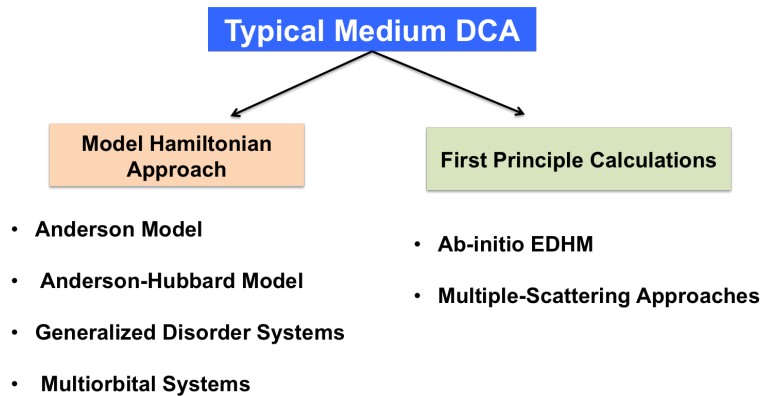 Typical Medium DCA
Model Hamiltonian
Approach
First Principle Calculations
• Anderson Model
• Anderson-Hubbard Model
• Generalized Disorder Systems
• Multiorbital Systems
• Ab-initio EDHM
• Multiple-Scattering Approaches